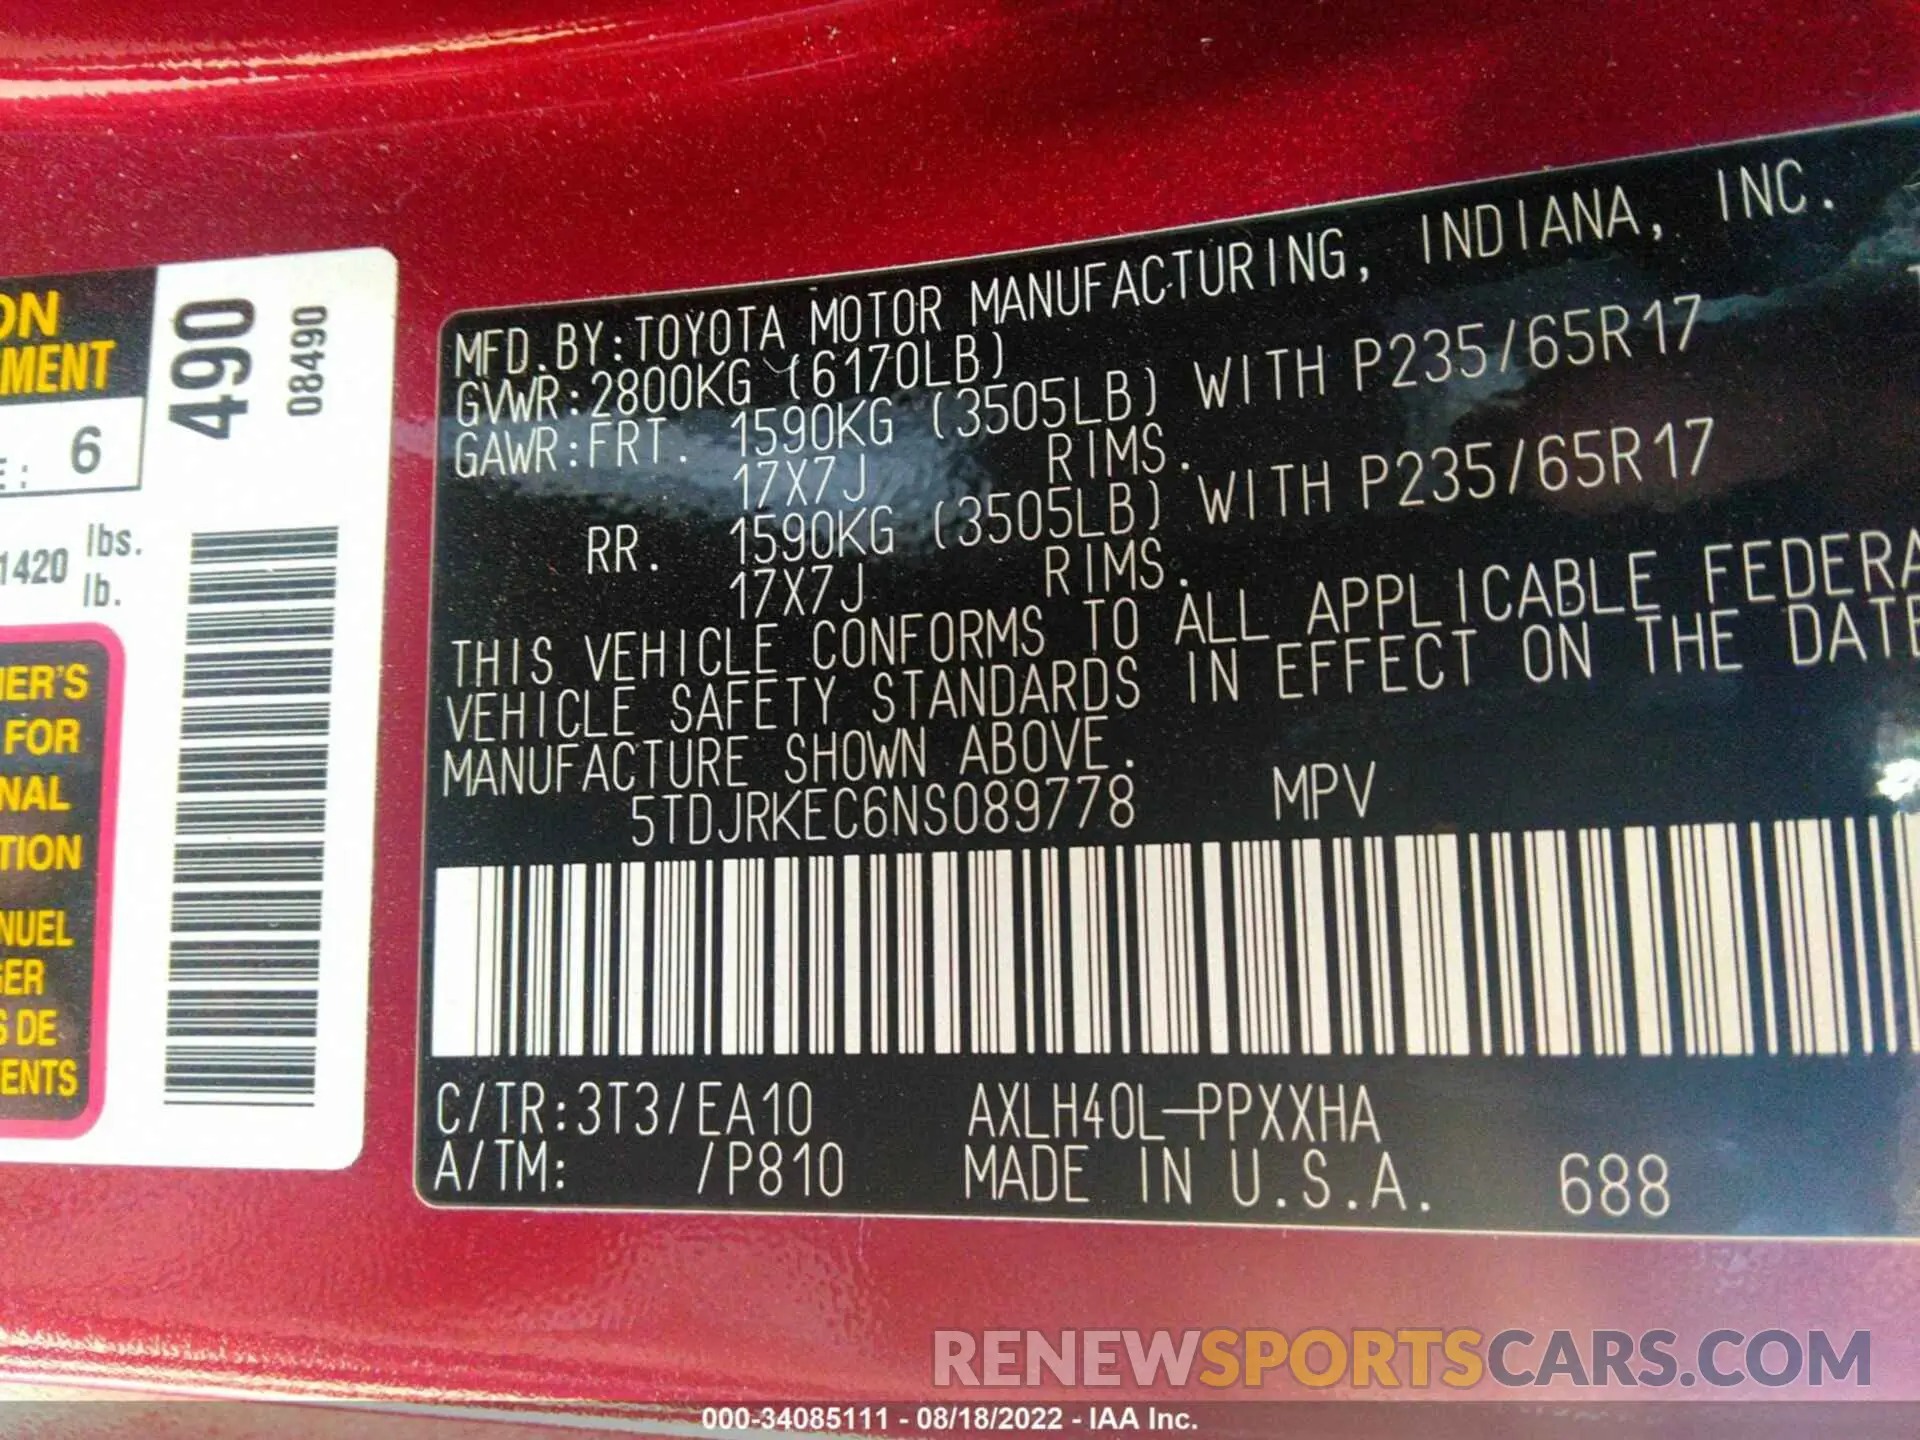 ON
MENT
E: 6
1420 lbs.
lb.
NER'S
FOR
NAL
TION
NUEL
GER
S DE
ENTS
490
08490
MFD.BY:TOYOTA MOTOR MANUFACTURING, INDIANA, INC.
GVWR:2800KG (6170LB)
GAWR:FRT. 1590KG (3505LB) WITH P235/65R17
17X7J RIMS.
RR. 1590KG (3505LB) WITH P235/65R17
17X7J RIMS.
THIS VEHICLE CONFORMS TO ALL APPLICABLE FEDERA
VEHICLE SAFETY STANDARDS IN EFFECT ON THE DATE
MANUFACTURE SHOWN ABOVE.
5TDJRKEC6NS089778 MPV
C/TR:3T3/EA10 AXLH40L-PPXXHA
A/TM: /P810 MADE IN U.S.A. 688
RENEWSPORTSCARS.COM
000-34085111 - 08/18/2022 - IAA Inc.